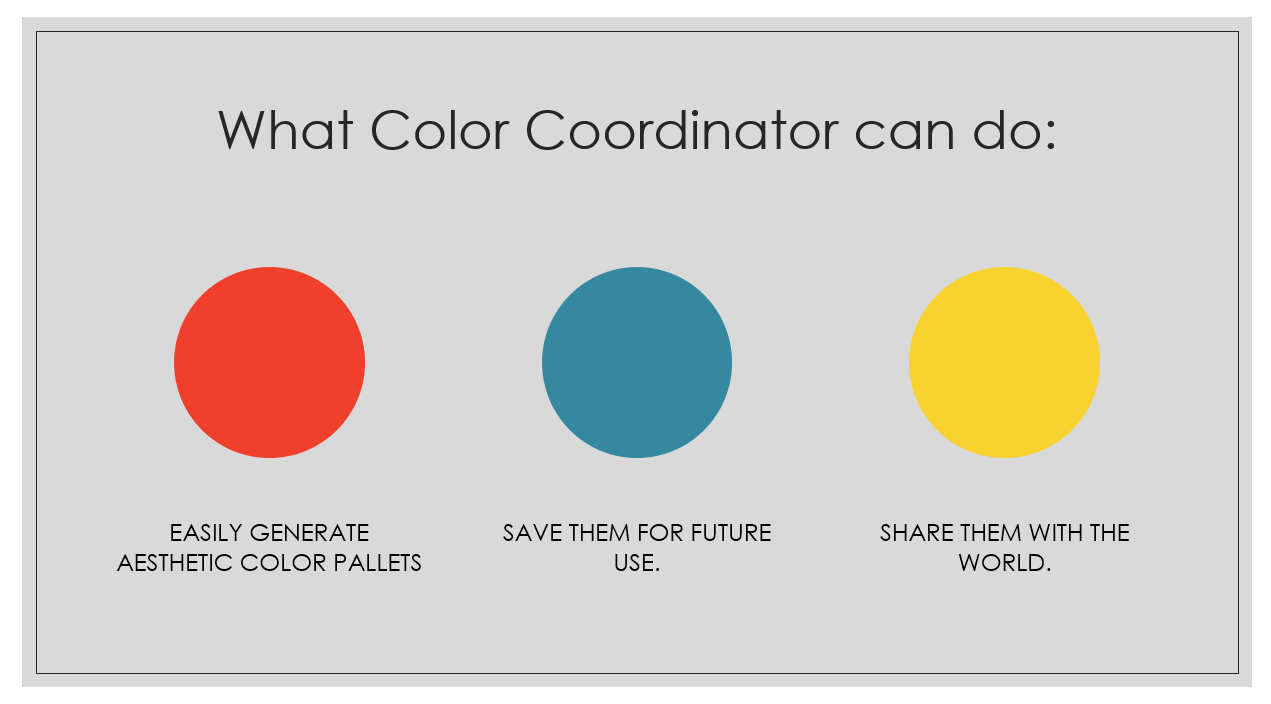 What Color Coordinator can do:
EASILY GENERATE
AESTHETIC COLOR PALLETS
SAVE THEM FOR FUTURE
USE.
SHARE THEM WITH THE
WORLD.